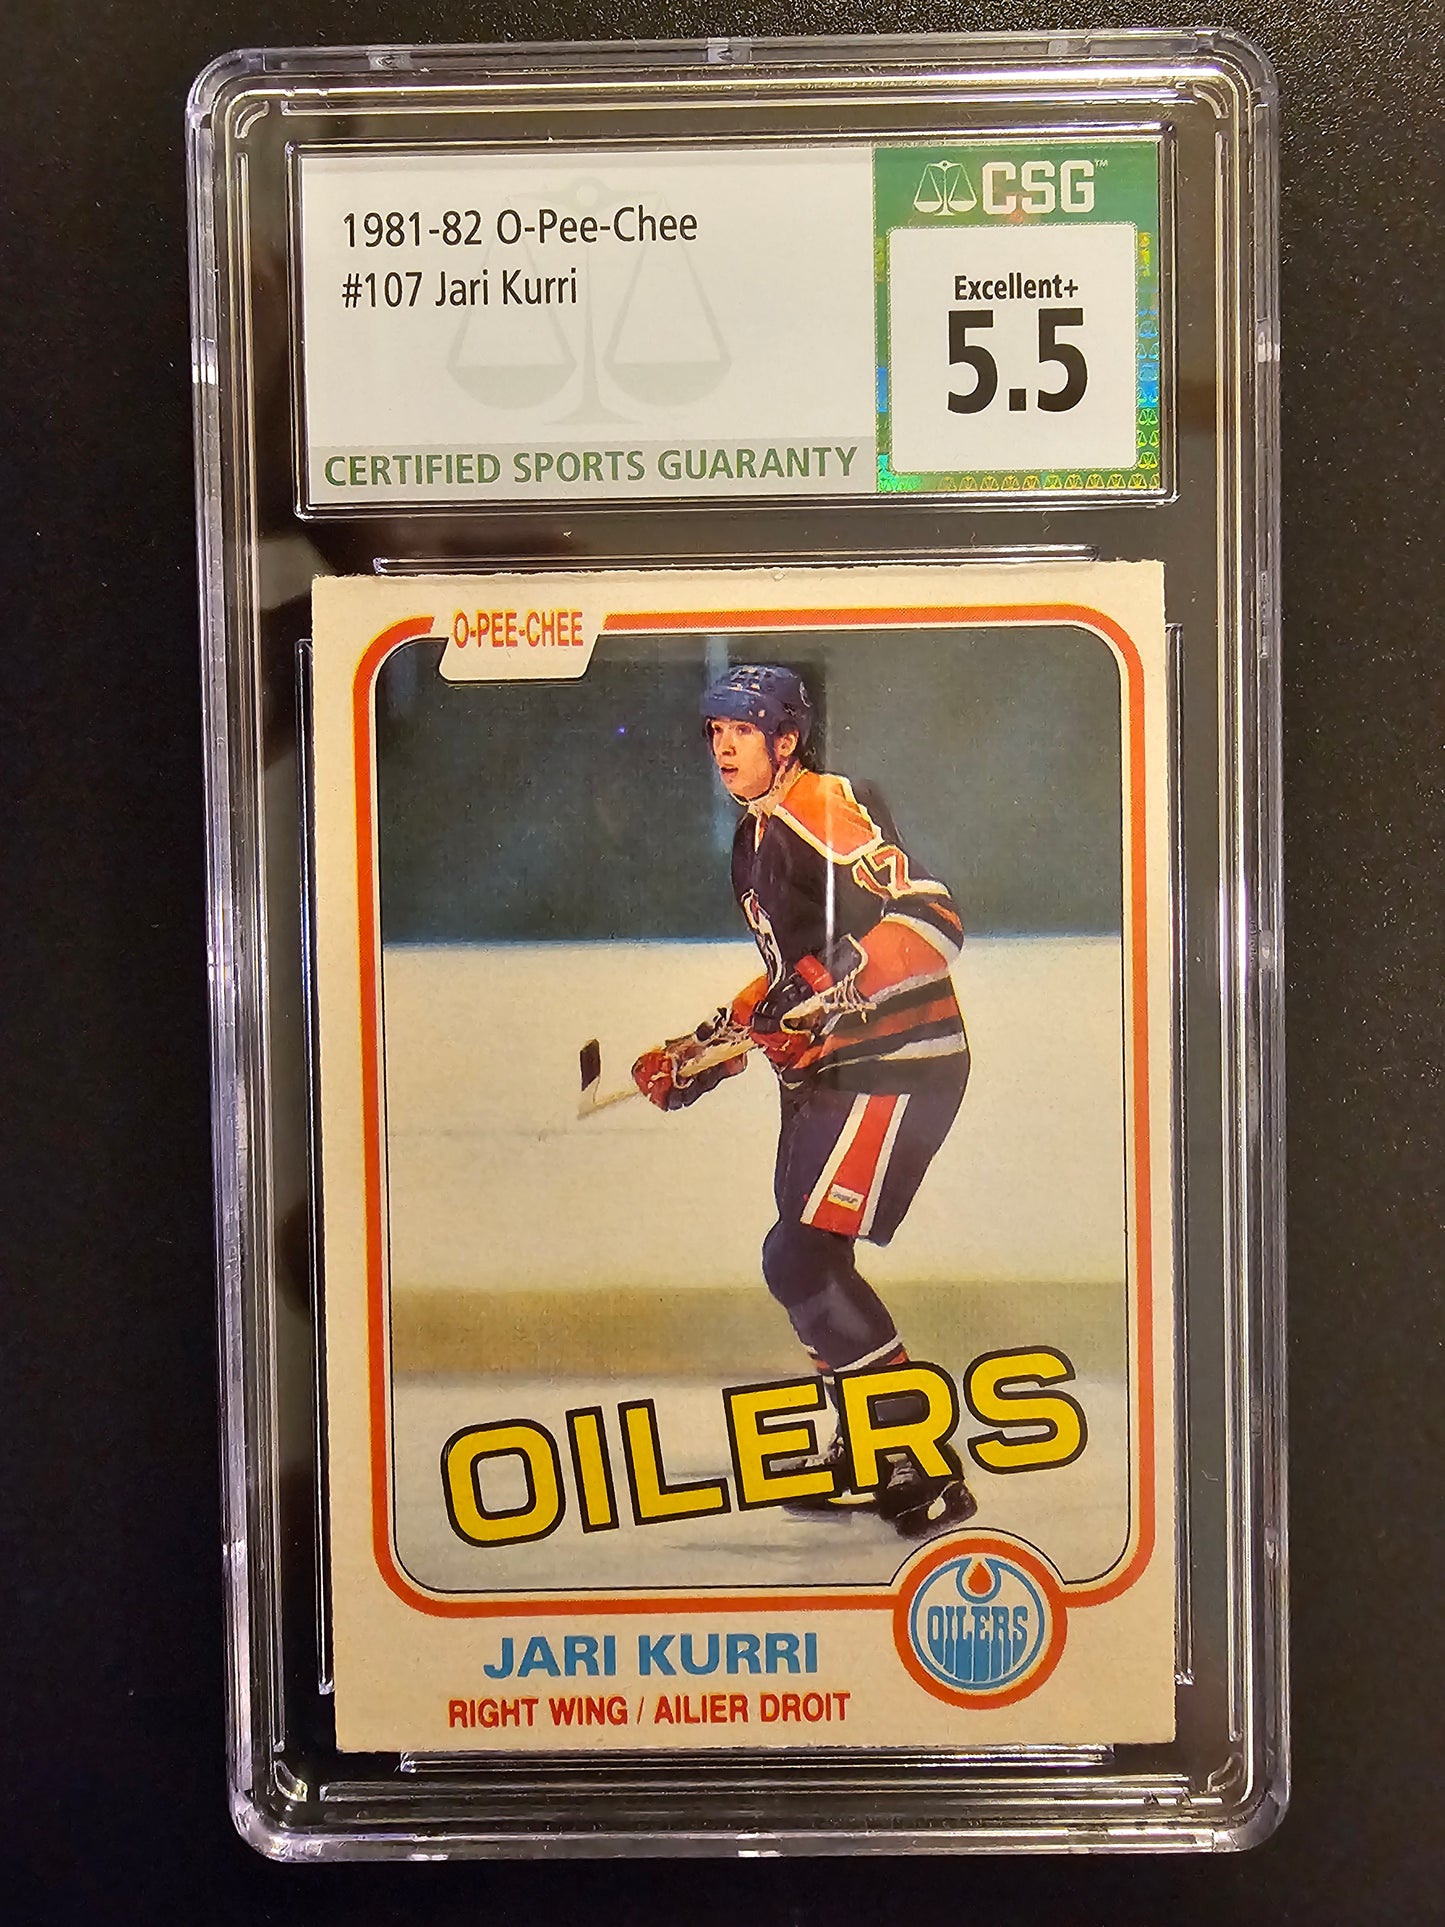 1981-82 O-Pee-Chee
#107 Jari Kurri
CERTIFIED SPORTS GUARANTY
CSG™
Excellent+
5.5
O-PEE-CHEE
17
OILERS
OILERS
JARI KURRI
RIGHT WING / AILIER DROIT